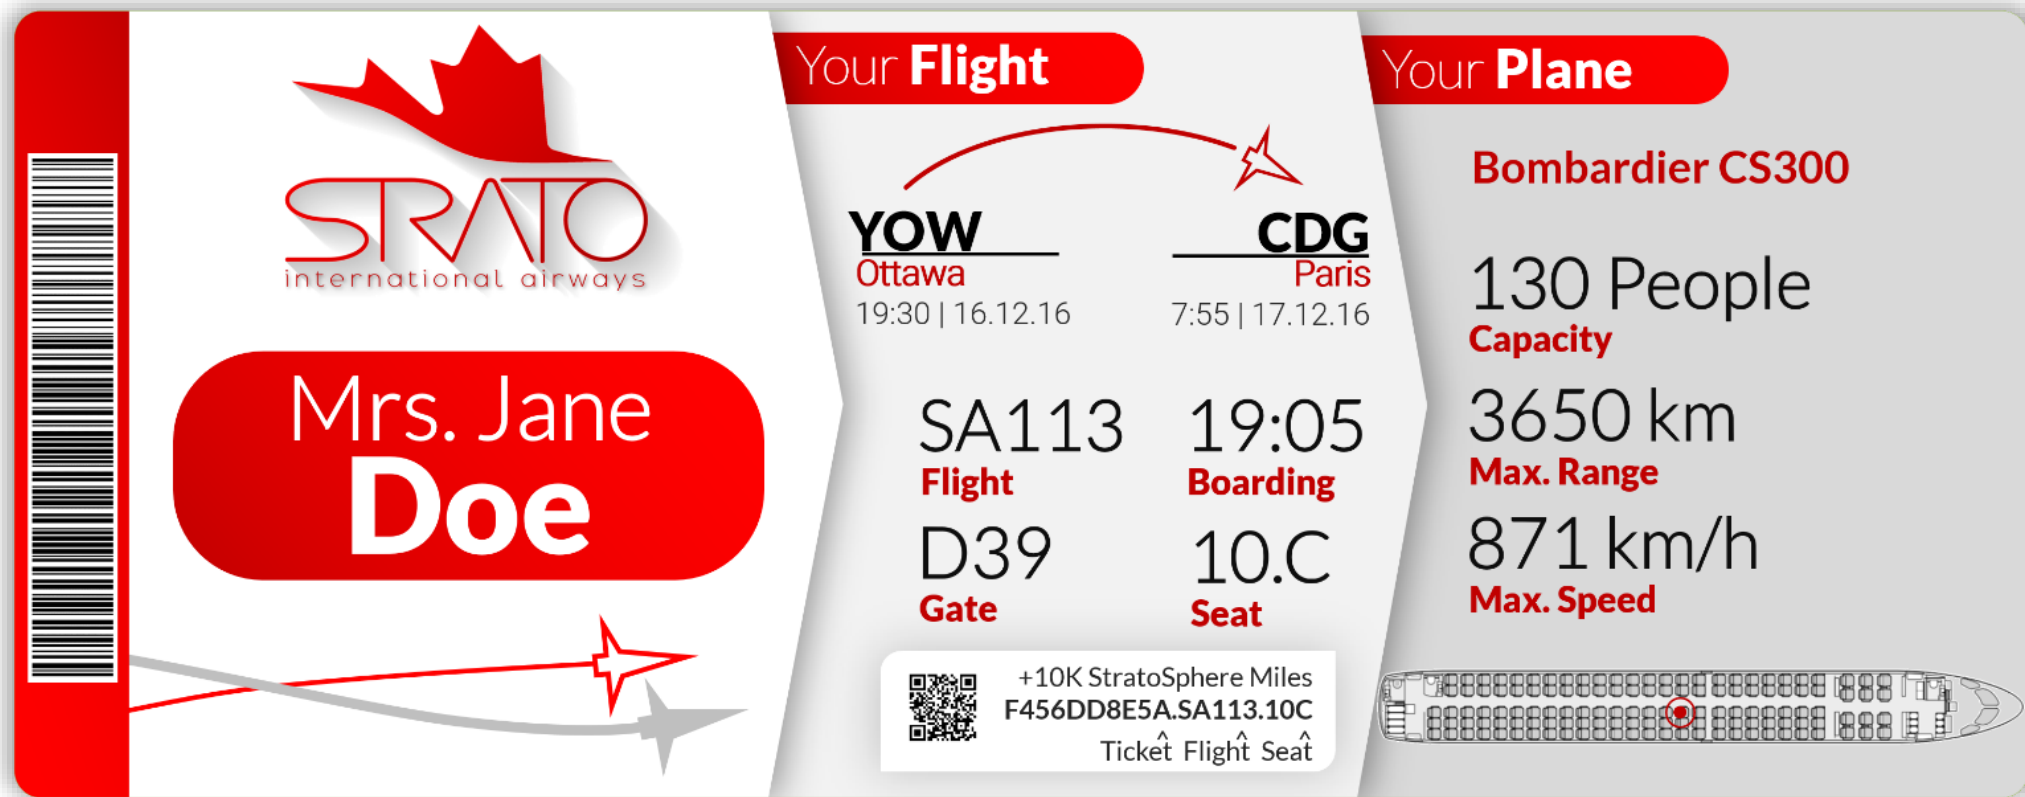 STRATO
international airways
Mrs. Jane
Doe
Your Flight
YOW
Ottawa
19:30 | 16.12.16
CDG
Paris
7:55 | 17.12.16
SA113
Flight
19:05
Boarding
D39
Gate
10.C
Seat
+10K StratoSphere Miles
F456DD8E5A.SA113.10C
^ ^ ^
Ticket Flight Seat
Your Plane
Bombardier CS300
130 People
Capacity
3650 km
Max. Range
871 km/h
Max. Speed